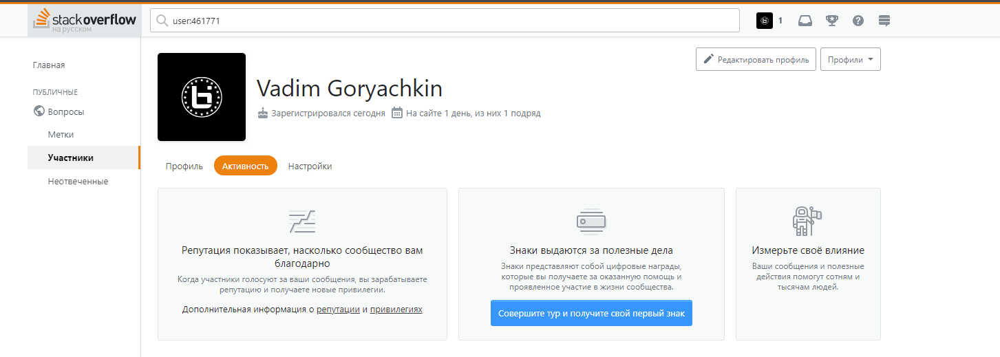 stackoverflow
на русском
user:461771
1
Редактировать профиль
Профили
Главная
ПУБЛИЧНЫЕ
Вопросы
Метки
Участники
Неотвеченные
Vadim Goryachkin
Зарегистрировался сегодня На сайте 1 день, из них 1 подряд
Профиль Активность Настройки
Репутация показывает, насколько сообщество вам
благодарно
Когда участники голосуют за ваши сообщения, вы зарабатываете
репутацию и получаете новые привилегии.
Дополнительная информация о репутации и привилегиях
Знаки выдаются за полезные дела
Знаки представляют собой цифровые награды,
которые вы получаете за оказанную помощь и
проявленное участие в жизни сообщества.
Совершите тур и получите свой первый знак
Измерьте своё влияние
Ваши сообщения и полезные
действия помогут сотням и
тысячам людей.